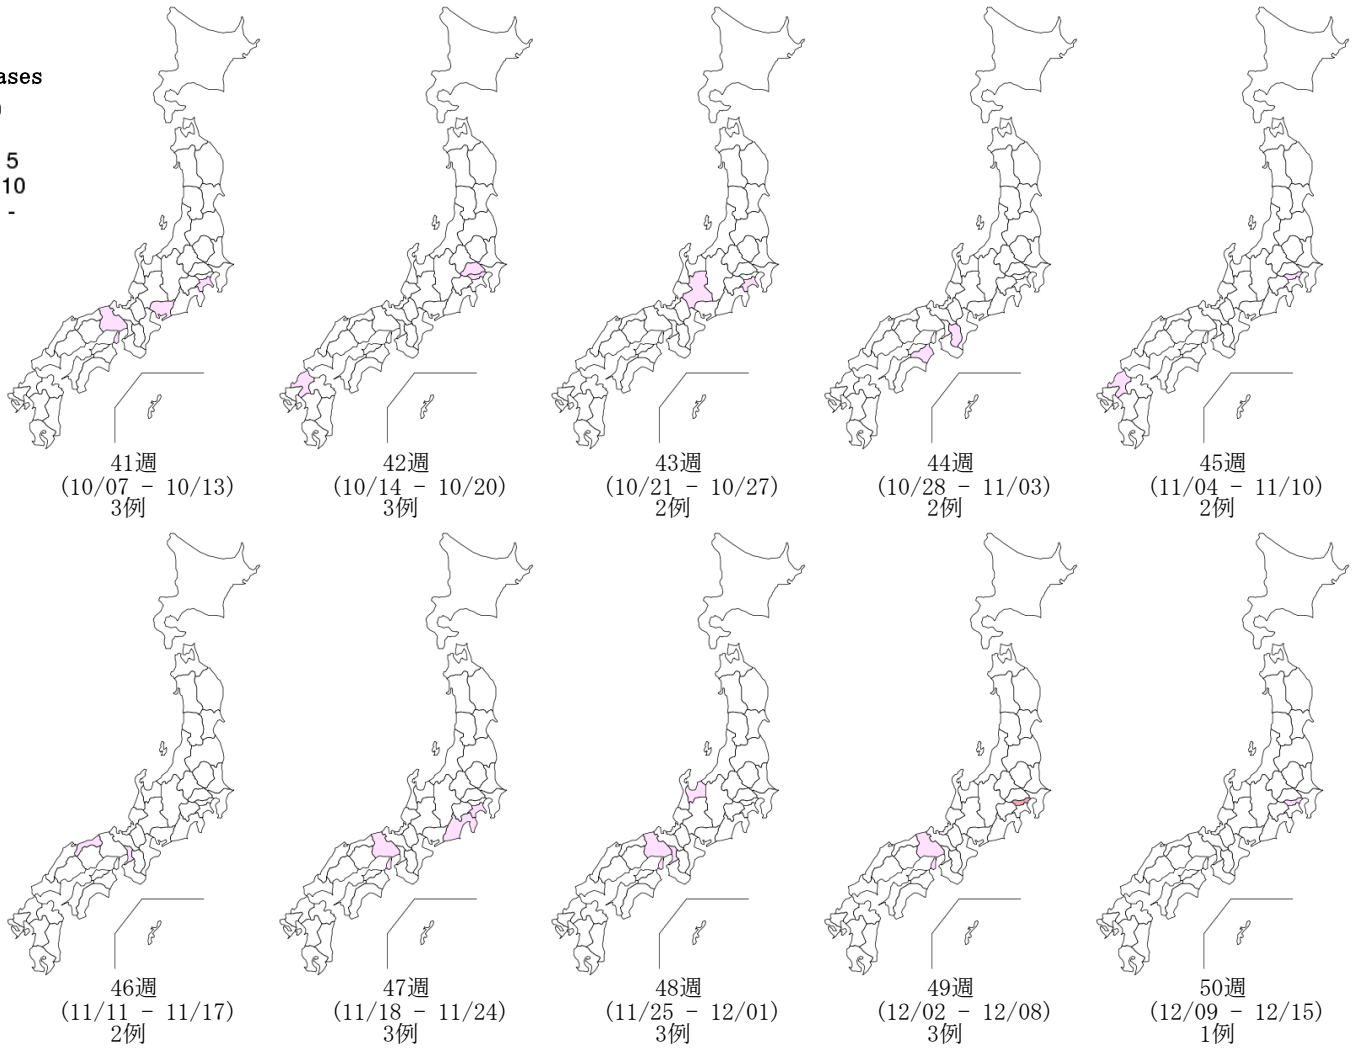 ases
5
10
-
41週
(10/07 - 10/13)
3例
42週
(10/14 - 10/20)
3例
43週
(10/21 - 10/27)
2例
44週
(10/28 - 11/03)
2例
45週
(11/04 - 11/10)
2例
46週
(11/11 - 11/17)
2例
47週
(11/18 - 11/24)
3例
48週
(11/25 - 12/01)
3例
49週
(12/02 - 12/08)
3例
50週
(12/09 - 12/15)
1例